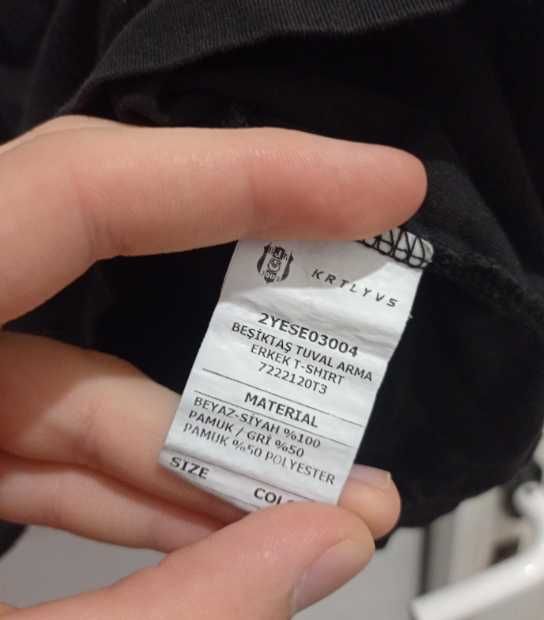 KRTLYVS
2YESE03004
BEŞİKTAŞ TUVAL ARMA
ERKEK T-SHIRT
7222120T3
MATERIAL
BEYAZ-SİYAH %100
PAMUK / GRİ %50
PAMUK %50 POLYESTER
SIZE